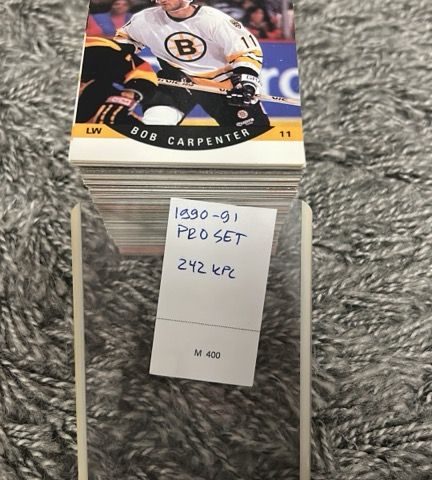 B
11
LW
BOB CARPENTER
11
1990-91
PRO SET
242 KPL
M 400